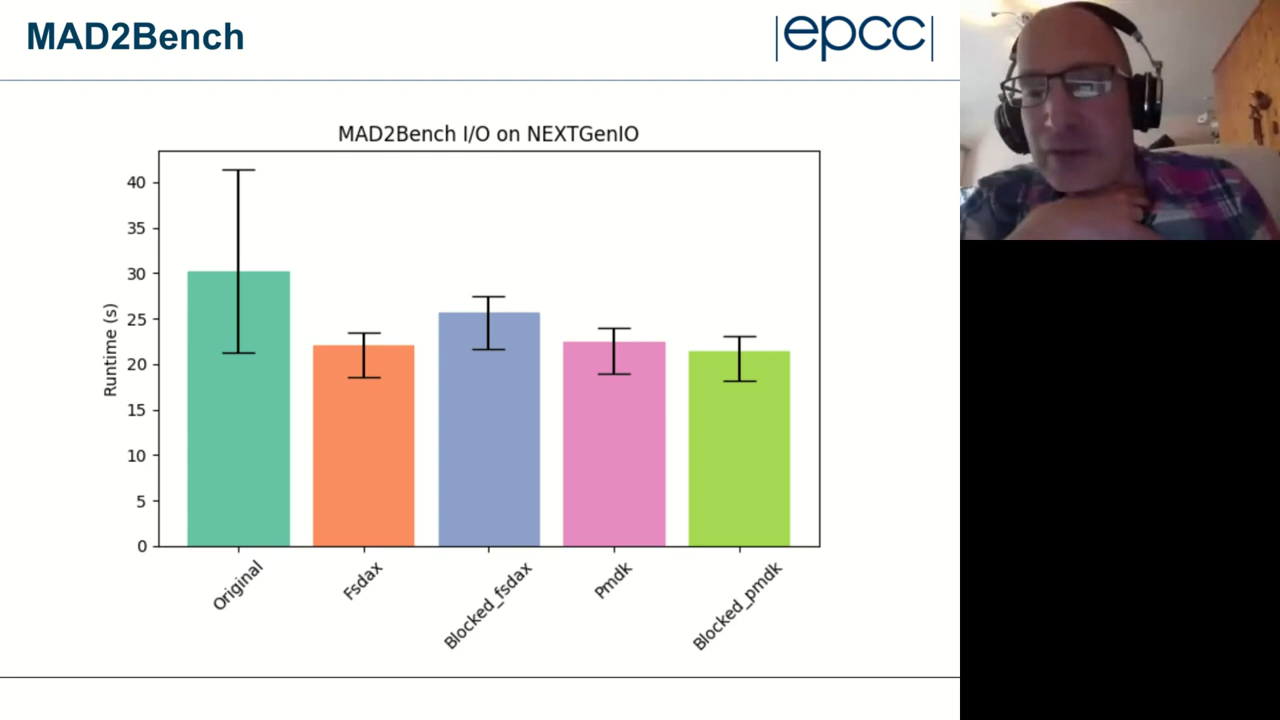 MAD2Bench
|epcc|
MAD2Bench I/O on NEXTGenIO
Runtime (s)
40
35
30
25
20
15
10
5
0
Original
Fsdax
Blocked_fsdax
Pmdk
Blocked_pmdk